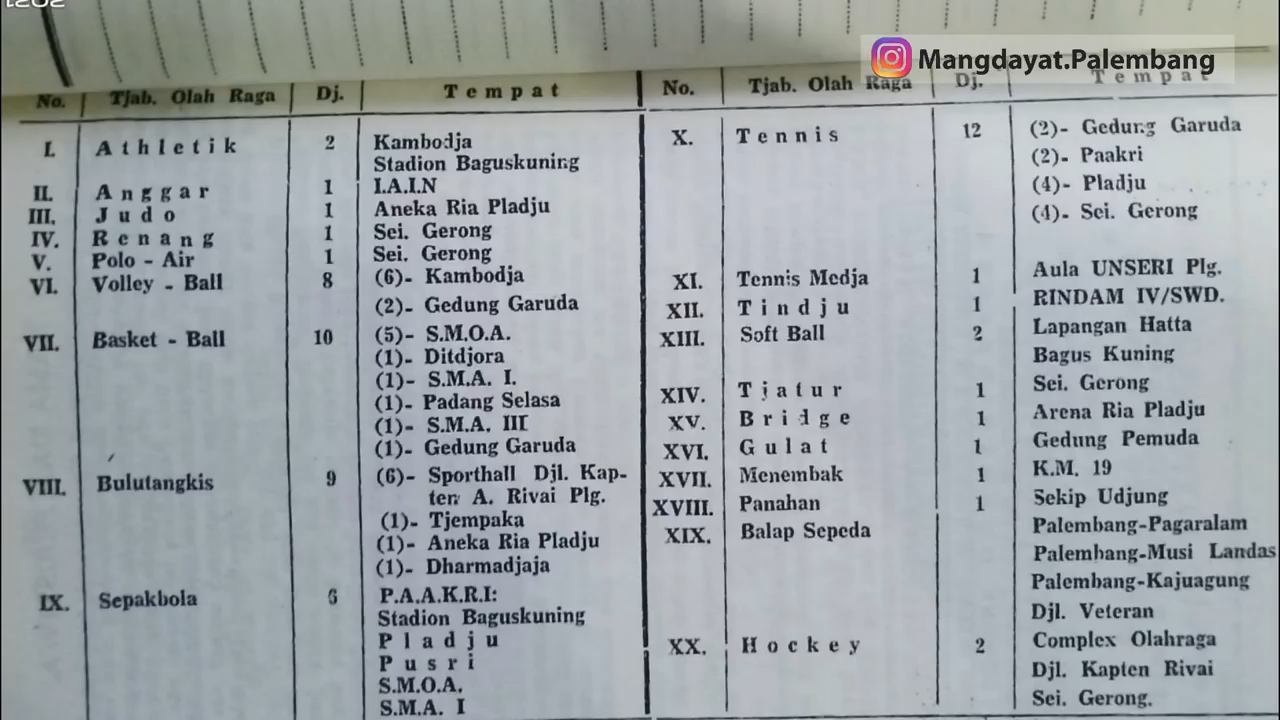 Mangdayat.Palembang
No. Tjab. Olah Raga Dj. Tempat
I. Athletik 2 Kambodja
Stadion Baguskuning
II. Anggar 1 I.A.I.N
III. Judo 1 Aneka Ria Pladju
IV. Renang 1 Sei. Gerong
V. Polo - Air 1 Sei. Gerong
VI. Volley - Ball 8 (6)- Kambodja
(2)- Gedung Garuda
VII. Basket - Ball 10 (5)- S.M.O.A.
(1)- Ditdjora
(1)- S.M.A. I.
(1)- Padang Selasa
(1)- S.M.A. III
(1)- Gedung Garuda
VIII. Bulutangkis 9 (6)- Sporthall Djl. Kap-
ten A. Rivai Plg.
(1)- Tjempaka
(1)- Aneka Ria Pladju
(1)- Dharmadjaja
IX. Sepakbola 6 P.A.A.K.R.I:
Stadion Baguskuning
Pladju
Pusri
S.M.O.A.
S.M.A. I
No. Tjab. Olah Raga Dj. Tempat
X. Tennis 12 (2)- Gedung Garuda
(2)- Paakri
(4)- Pladju
(4)- Sei. Gerong
XI. Tennis Medja 1 Aula UNSERI Plg.
XII. Tindju 1 RINDAM IV/SWD.
XIII. Soft Ball 2 Lapangan Hatta
Bagus Kuning
XIV. Tjatur 1 Sei. Gerong
XV. Bridge 1 Arena Ria Pladju
XVI. Gulat 1 Gedung Pemuda
XVII. Menembak 1 K.M. 19
XVIII. Panahan 1 Sekip Udjung
XIX. Balap Sepeda Palembang-Pagaralam
Palembang-Musi Landas
Palembang-Kajuagung
Djl. Veteran
XX. Hockey 2 Complex Olahraga
Djl. Kapten Rivai
Sei. Gerong.